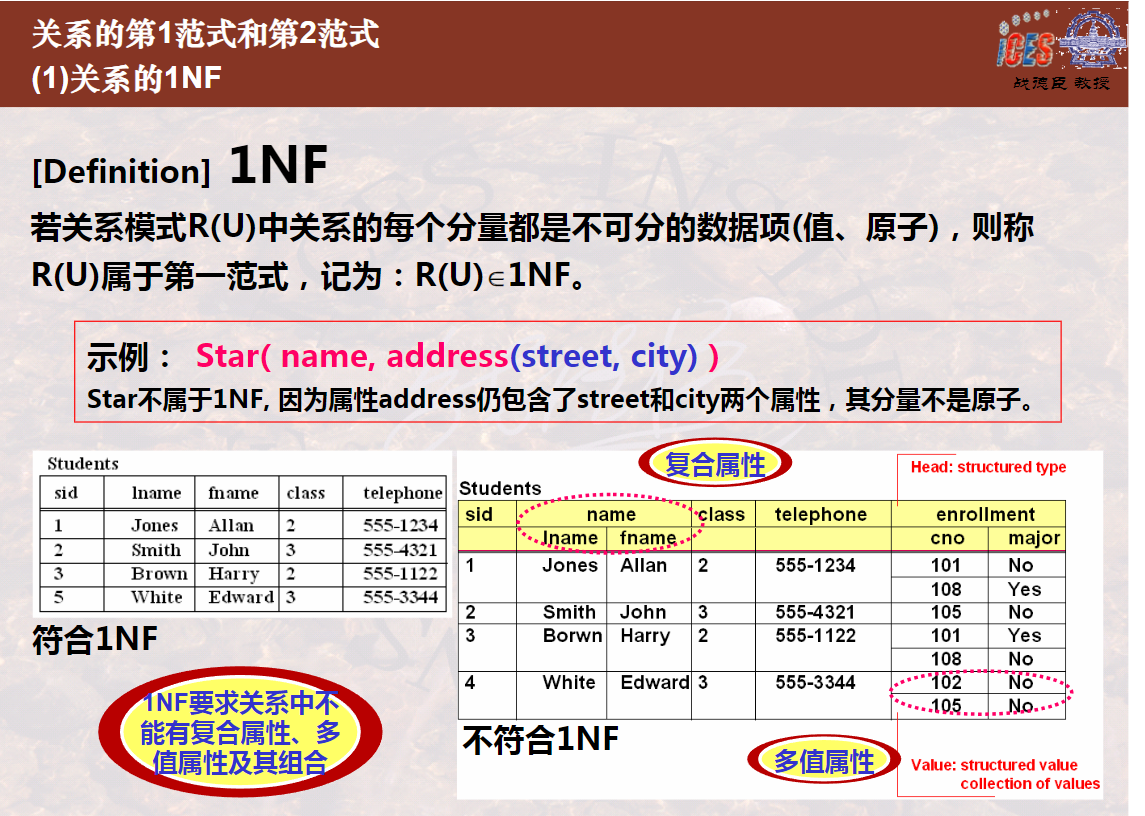 关系的第1范式和第2范式
(1)关系的1NF
iCES
战德臣 教授
[Definition] 1NF
若关系模式R(U)中关系的每个分量都是不可分的数据项(值、原子)，则称
R(U)属于第一范式，记为：R(U)∈1NF。
示例： Star( name, address(street, city) )
Star不属于1NF, 因为属性address仍包含了street和city两个属性，其分量不是原子。
Students
sid lname fname class telephone
1 Jones Allan 2 555-1234
2 Smith John 3 555-4321
3 Brown Harry 2 555-1122
5 White Edward 3 555-3344
符合1NF
1NF要求关系中不
能有复合属性、多
值属性及其组合
复合属性
Head: structured type
Students
sid name class telephone enrollment
lname fname cno major
1 Jones Allan 2 555-1234 101 No
108 Yes
2 Smith John 3 555-4321 105 No
3 Borwn Harry 2 555-1122 101 Yes
108 No
4 White Edward 3 555-3344 102 No
105 No
不符合1NF
多值属性
Value: structured value
collection of values